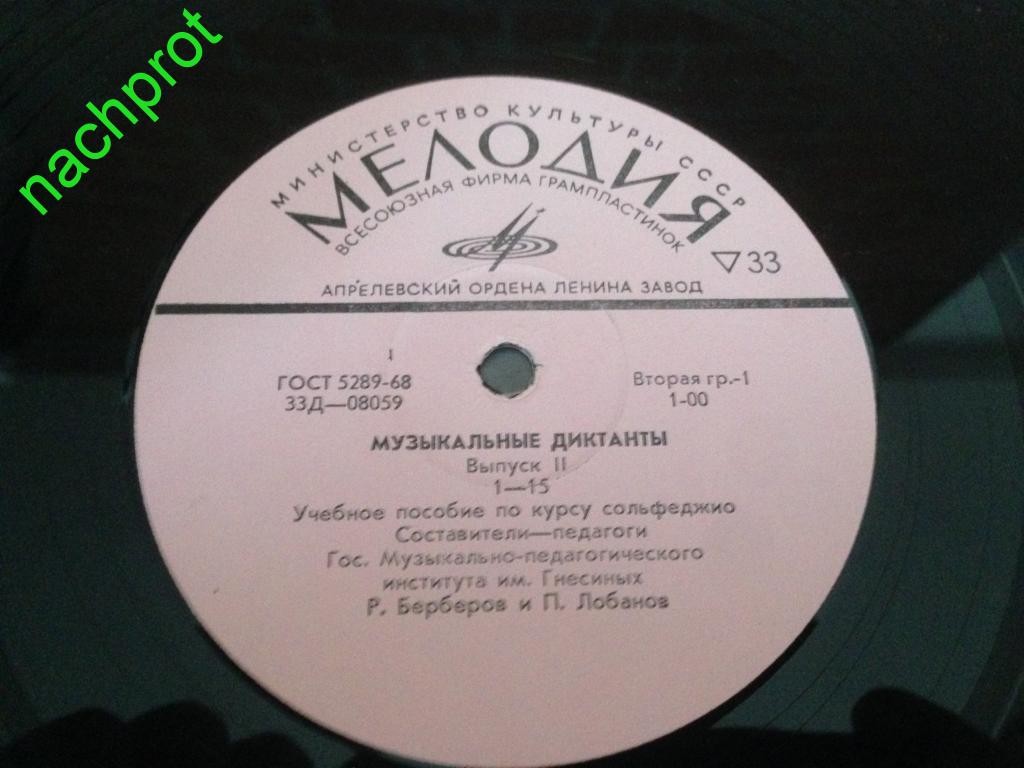 nachprot
МИНИСТЕРСТВО КУЛЬТУРЫ СССР
МЕЛОДИЯ
ВСЕСОЮЗНАЯ ФИРМА ГРАМПЛАСТИНОК
▽33
АПРЕЛЕВСКИЙ ОРДЕНА ЛЕНИНА ЗАВОД
I
ГОСТ 5289-68
33Д—08059
Вторая гр.-1
1-00
МУЗЫКАЛЬНЫЕ ДИКТАНТЫ
Выпуск II
1—15
Учебное пособие по курсу сольфеджио
Составители—педагоги
Гос. Музыкально-педагогического
института им. Гнесиных
Р. Берберов и П. Лобанов